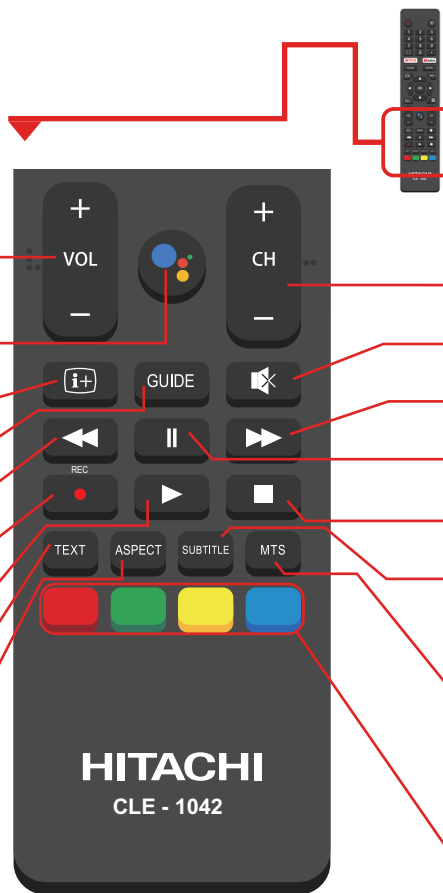 + +
VOL CH
− −
i+ GUIDE
REC
TEXT ASPECT SUBTITLE MTS
HITACHI
CLE - 1042